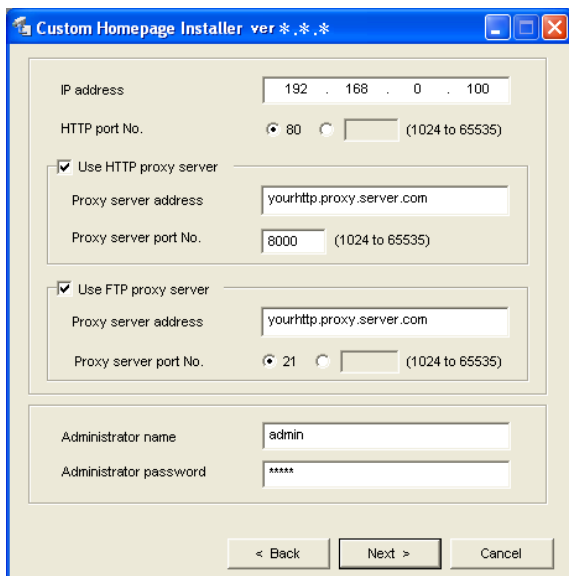 Custom Homepage Installer ver *.*.*
IP address 192 . 168 . 0 . 100
HTTP port No. 80 (1024 to 65535)
Use HTTP proxy server
Proxy server address yourhttp.proxy.server.com
Proxy server port No. 8000 (1024 to 65535)
Use FTP proxy server
Proxy server address yourhttp.proxy.server.com
Proxy server port No. 21 (1024 to 65535)
Administrator name admin
Administrator password *****
< Back Next > Cancel